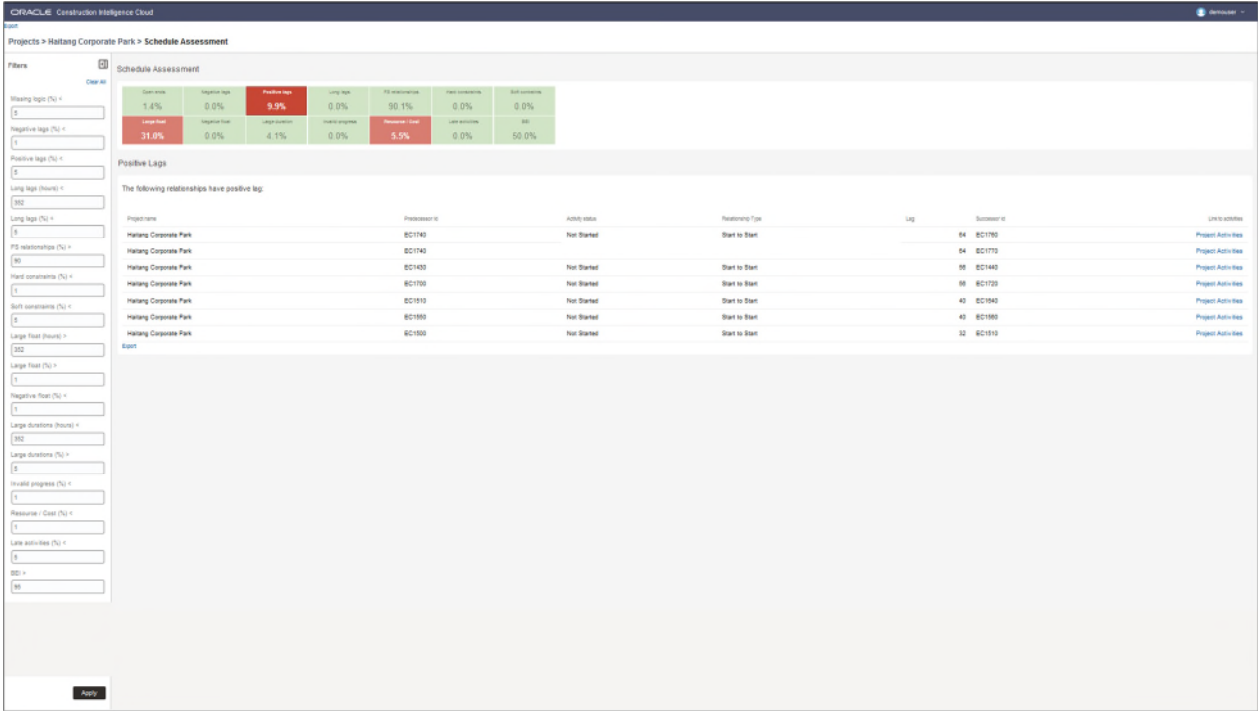 ORACLE Construction Intelligence Cloud
demouser
Export
Projects > Haitang Corporate Park > Schedule Assessment
Filters
Clear All
Missing logic (%) <
5
Negative lags (%) <
1
Positive lags (%) <
5
Long lags (hours) <
352
Long lags (%) <
5
FS relationships (%) >
90
Hard constraints (%) <
1
Soft constraints (%) <
5
Large float (hours) >
352
Large float (%) >
1
Negative float (%) <
1
Large durations (hours) <
352
Large durations (%) >
5
Invalid progress (%) <
1
Resource / Cost (%) <
1
Late activities (%) <
5
BEI >
Apply
Schedule Assessment
Open ends Negative lags Positive lags Long lags FS relationships Hard constraints Soft constraints
1.4% 0.0% 9.9% 0.0% 90.1% 0.0% 0.0%
Large float Negative float Large duration Invalid progress Resource / Cost Late activities BEI
31.0% 0.0% 4.1% 0.0% 5.5% 0.0% 50.0%
Positive Lags
The following relationships have positive lag:
Project name Predecessor Id Activity status Relationship Type Lag Successor Id Link to activities
Haitang Corporate Park EC1740 Not Started Start to Start 64 EC1760 Project Activities
Haitang Corporate Park EC1740 64 EC1770 Project Activities
Haitang Corporate Park EC1430 Not Started Start to Start 56 EC1440 Project Activities
Haitang Corporate Park EC1700 Not Started Start to Start 56 EC1720 Project Activities
Haitang Corporate Park EC1510 Not Started Start to Start 40 EC1540 Project Activities
Haitang Corporate Park EC1550 Not Started Start to Start 40 EC1560 Project Activities
Haitang Corporate Park EC1500 Not Started Start to Start 32 EC1510 Project Activities
Export